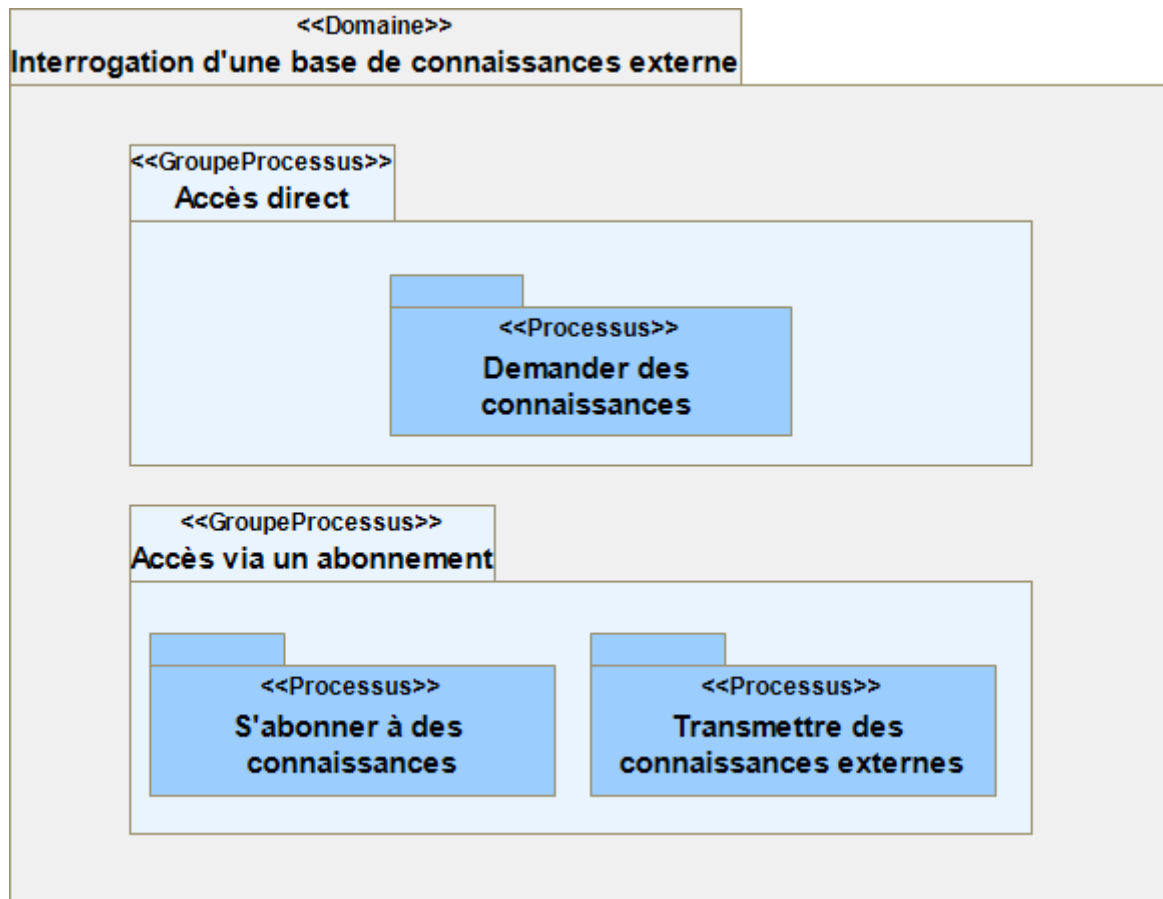 <<Domaine>>
Interrogation d'une base de connaissances externe
<<GroupeProcessus>>
Accès direct
<<Processus>>
Demander des
connaissances
<<GroupeProcessus>>
Accès via un abonnement
<<Processus>>
S'abonner à des
connaissances
<<Processus>>
Transmettre des
connaissances externes